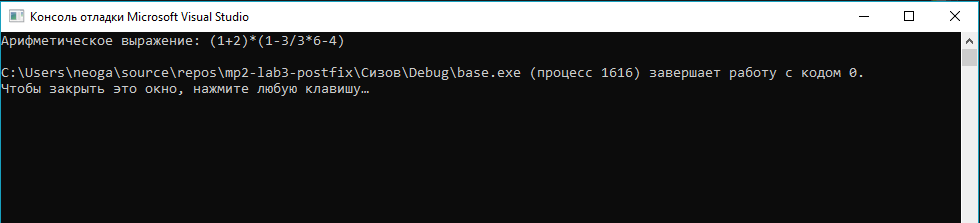 Консоль отладки Microsoft Visual Studio
Арифметическое выражение: (1+2)*(1-3/3*6-4)
C:\Users\neoga\source\repos\mp2-lab3-postfix\Сизов\Debug\base.exe (процесс 1616) завершает работу с кодом 0.
Чтобы закрыть это окно, нажмите любую клавишу…